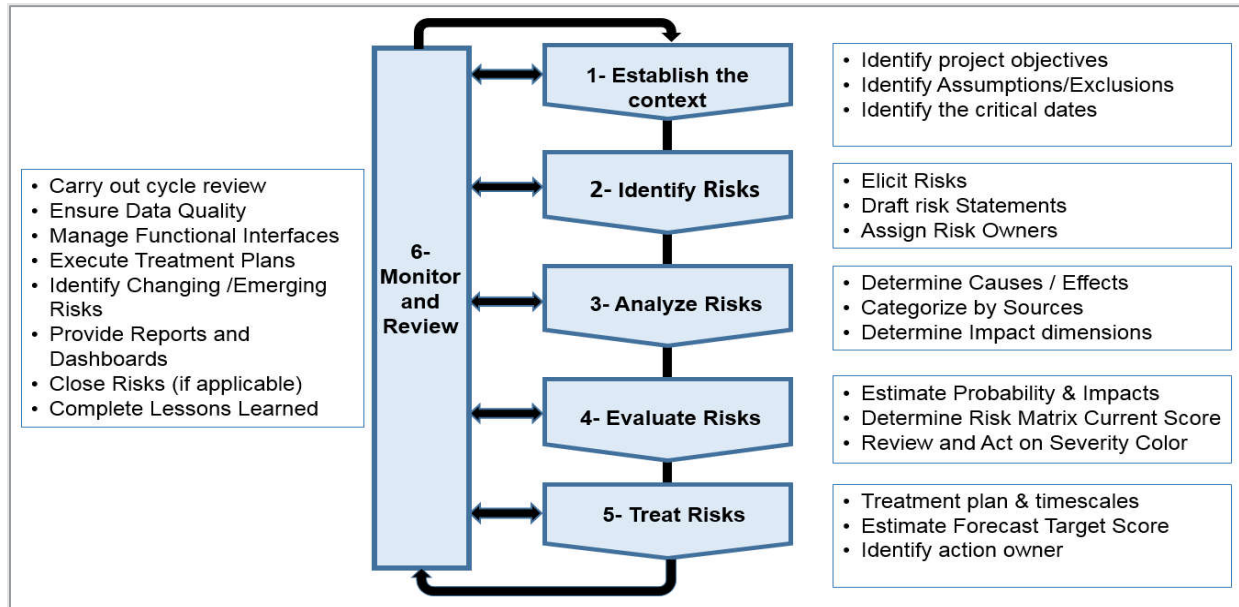 1- Establish the
context
• Identify project objectives
• Identify Assumptions/Exclusions
• Identify the critical dates
2- Identify Risks
• Elicit Risks
• Draft risk Statements
• Assign Risk Owners
3- Analyze Risks
• Determine Causes / Effects
• Categorize by Sources
• Determine Impact dimensions
4- Evaluate Risks
• Estimate Probability & Impacts
• Determine Risk Matrix Current Score
• Review and Act on Severity Color
5- Treat Risks
• Treatment plan & timescales
• Estimate Forecast Target Score
• Identify action owner
6-
Monitor
and
Review
• Carry out cycle review
• Ensure Data Quality
• Manage Functional Interfaces
• Execute Treatment Plans
• Identify Changing /Emerging
Risks
• Provide Reports and
Dashboards
• Close Risks (if applicable)
• Complete Lessons Learned